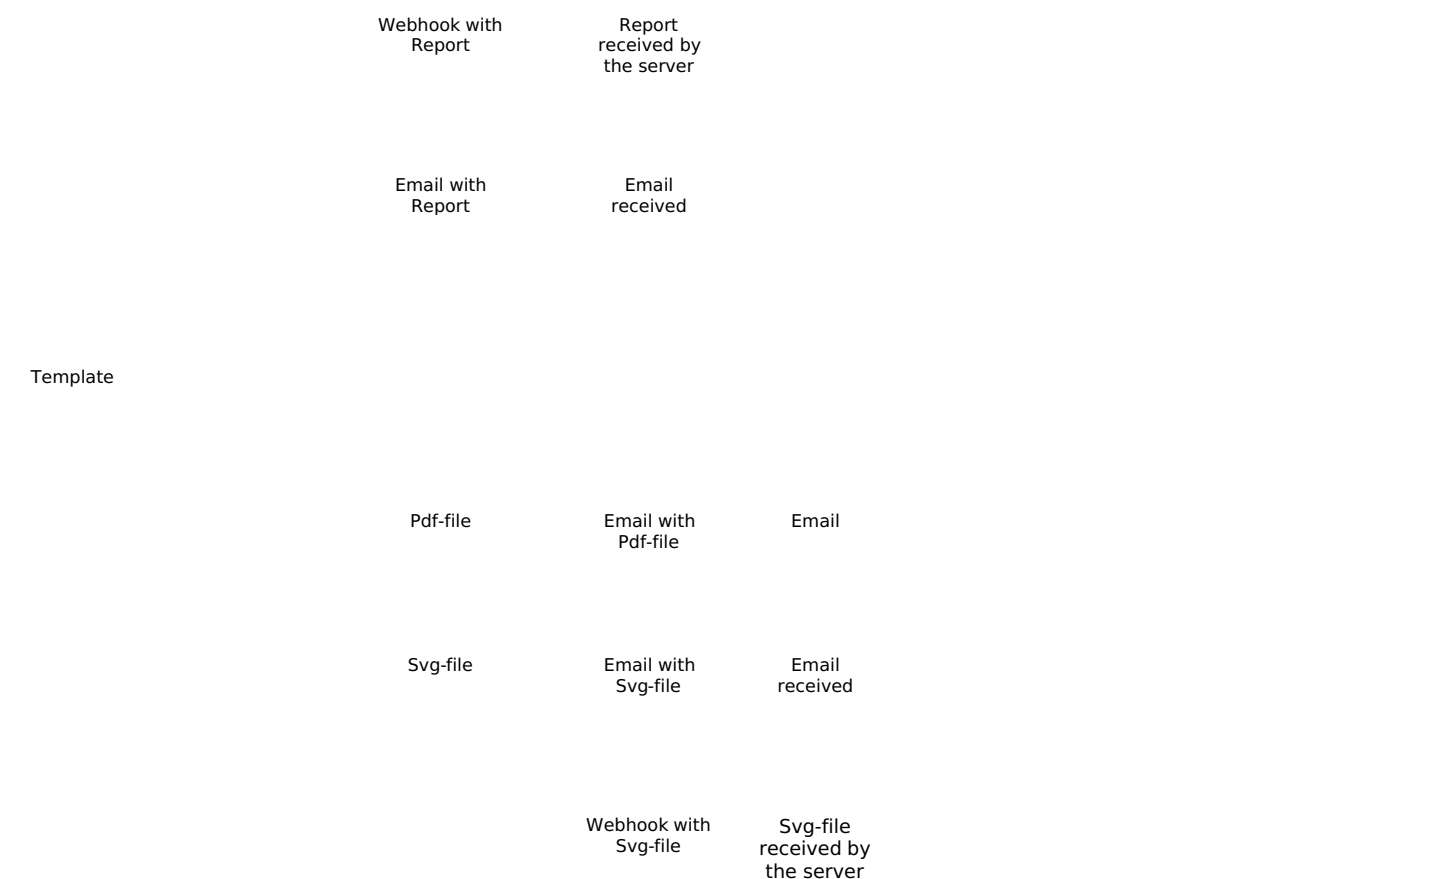 Webhook with
Report
Report
received by
the server
Email with
Report
Email
received
Template
Pdf-file
Email with
Pdf-file
Email
Svg-file
Email with
Svg-file
Email
received
Webhook with
Svg-file
Svg-file
received by
the server